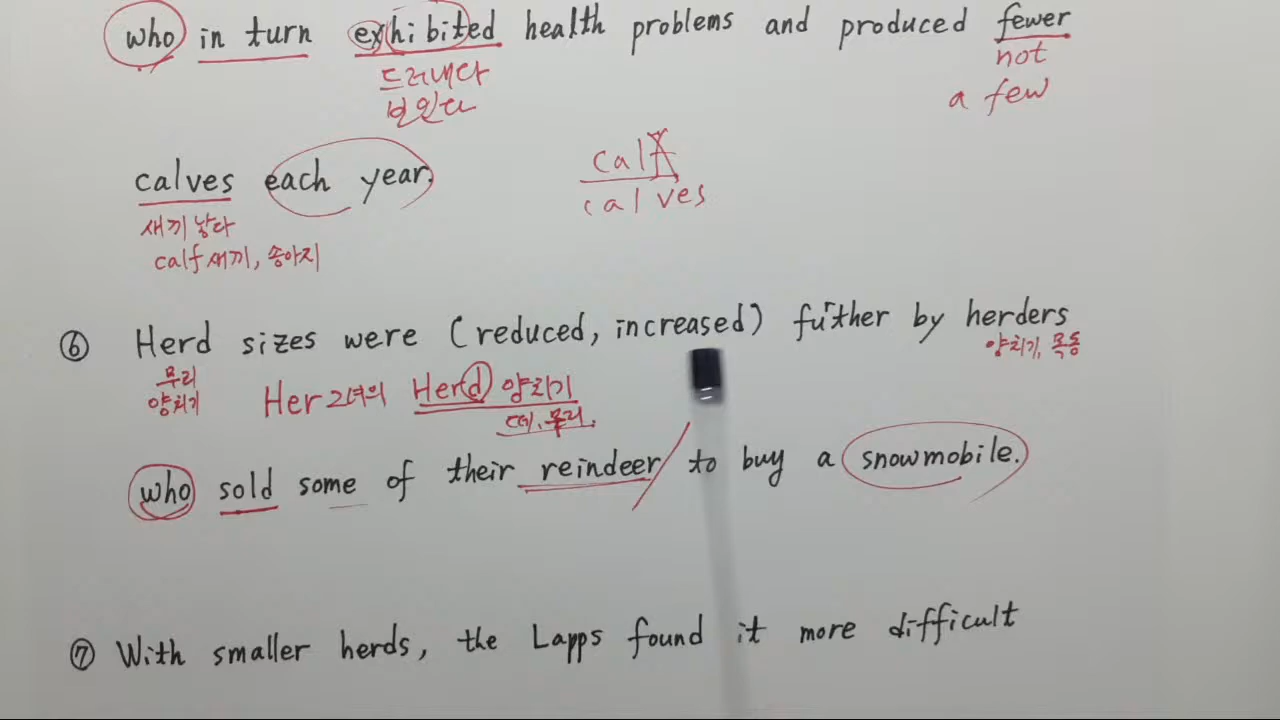 who in turn exhibited health problems and produced fewer
드러내다
보인다
not
a few
calves each year.
calf
calves
새끼 낳다
calf 새끼, 송아지
⑥ Herd sizes were (reduced, increased) futher by herders
무리
양치기
Her 그녀의 Herd 양치기
떼, 무리.
양치기, 목동
who sold some of their reindeer / to buy a snowmobile.
⑦ With smaller herds, the Lapps found it more difficult